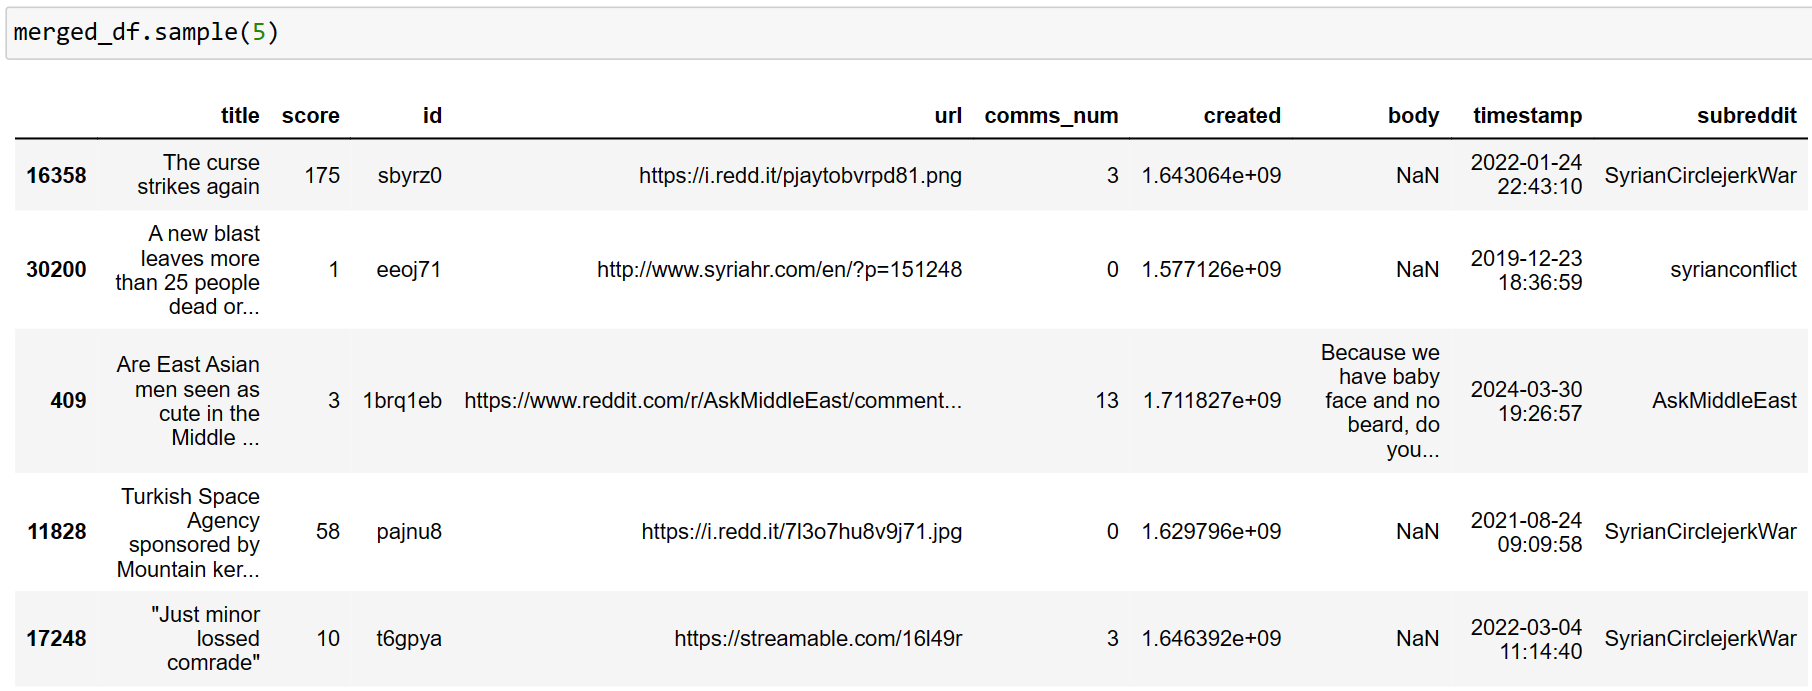 merged_df.sample(5)
title score id url comms_num created body timestamp subreddit
16358 The curse strikes again 175 sbyrz0 https://i.redd.it/pjaytobvrpd81.png 3 1.643064e+09 NaN 2022-01-24 22:43:10 SyrianCirclejerkWar
30200 A new blast leaves more than 25 people dead or... 1 eeoj71 http://www.syriahr.com/en/?p=151248 0 1.577126e+09 NaN 2019-12-23 18:36:59 syrianconflict
409 Are East Asian men seen as cute in the Middle ... 3 1brq1eb https://www.reddit.com/r/AskMiddleEast/comment... 13 1.711827e+09 Because we have baby face and no beard, do you... 2024-03-30 19:26:57 AskMiddleEast
11828 Turkish Space Agency sponsored by Mountain ker... 58 pajnu8 https://i.redd.it/7l3o7hu8v9j71.jpg 0 1.629796e+09 NaN 2021-08-24 09:09:58 SyrianCirclejerkWar
17248 "Just minor lossed comrade" 10 t6gpya https://streamable.com/16l49r 3 1.646392e+09 NaN 2022-03-04 11:14:40 SyrianCirclejerkWar